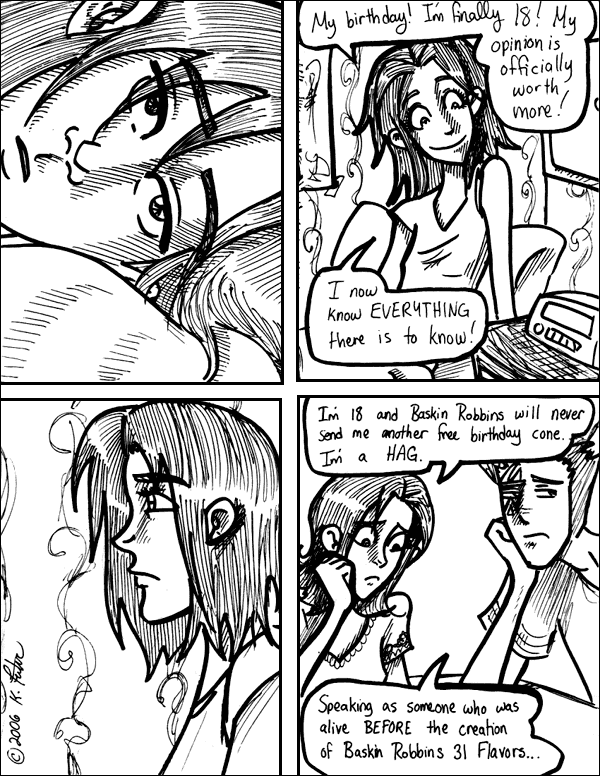 My birthday! I'm finally 18! My
opinion is
officially
worth
more!
I now
know EVERYTHING
there is to know!
I'm 18 and Baskin Robbins will never
send me another free birthday cone.
I'm a HAG.
Speaking as someone who was
alive BEFORE the creation
of Baskin Robbins 31 Flavors...
© 2006 K.